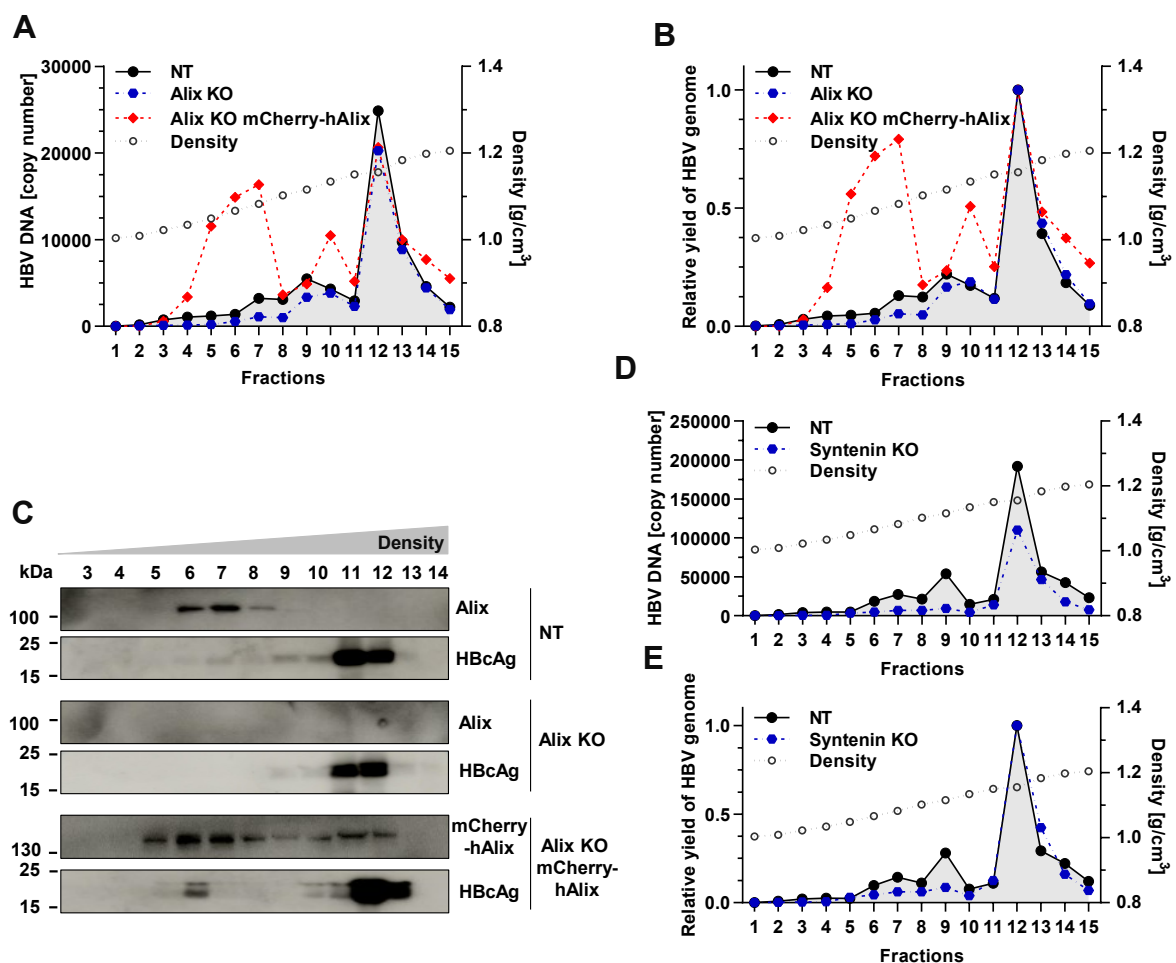 A
30000
20000
10000
0
HBV DNA [copy number]
NT
Alix KO
Alix KO mCherry-hAlix
Density
1.4
1.2
1.0
0.8
Density [g/cm3]
1 2 3 4 5 6 7 8 9 10 11 12 13 14 15
Fractions
B
1.0
0.5
0.0
Relative yield of HBV genome
NT
Alix KO
Alix KO mCherry-hAlix
Density
1.4
1.2
1.0
0.8
Density [g/cm3]
1 2 3 4 5 6 7 8 9 10 11 12 13 14 15
Fractions
C
Density
kDa 3 4 5 6 7 8 9 10 11 12 13 14
100
Alix
25
15
HBcAg
NT
100
Alix
25
15
HBcAg
Alix KO
130
mCherry
-hAlix
25
15
HBcAg
Alix KO
mCherry-
hAlix
D
250000
200000
150000
100000
50000
0
HBV DNA [copy number]
NT
Syntenin KO
Density
1.4
1.2
1.0
0.8
Density [g/cm3]
1 2 3 4 5 6 7 8 9 10 11 12 13 14 15
Fractions
E
1.0
0.5
0.0
Relative yield of HBV genome
NT
Syntenin KO
Density
1.4
1.2
1.0
0.8
Density [g/cm3]
1 2 3 4 5 6 7 8 9 10 11 12 13 14 15
Fractions